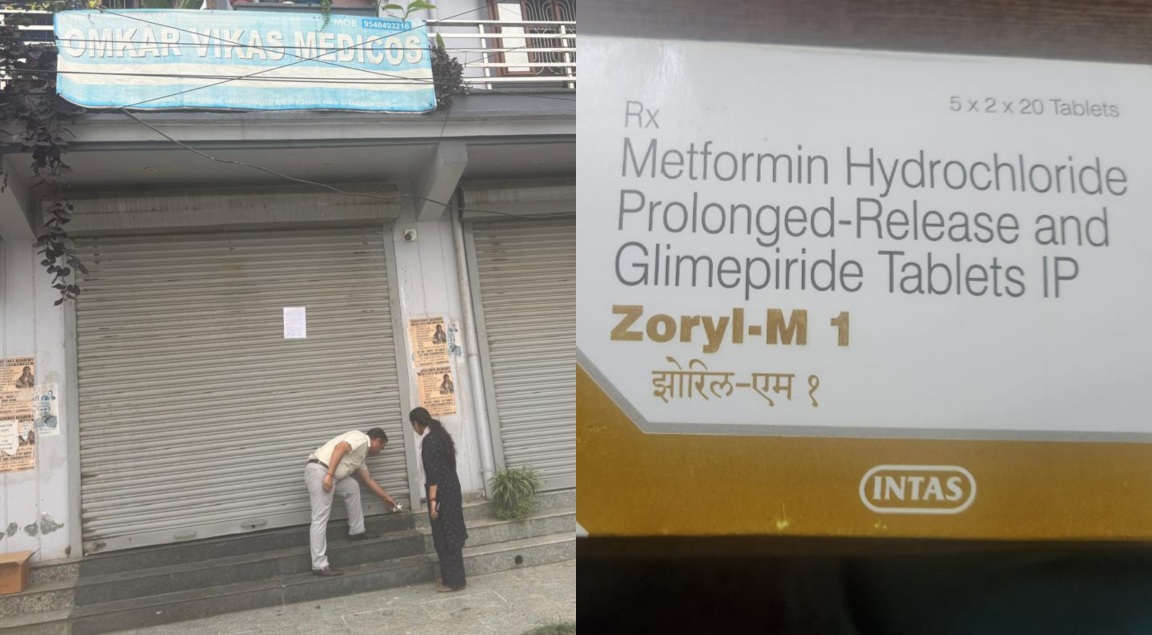 MOB: 9548493216
OMKAR VIKAS MEDICOS
Rx
5 x 2 x 20 Tablets
Metformin Hydrochloride
Prolonged-Release and
Glimepiride Tablets IP
Zoryl-M 1
झोरिल-एम १
INTAS